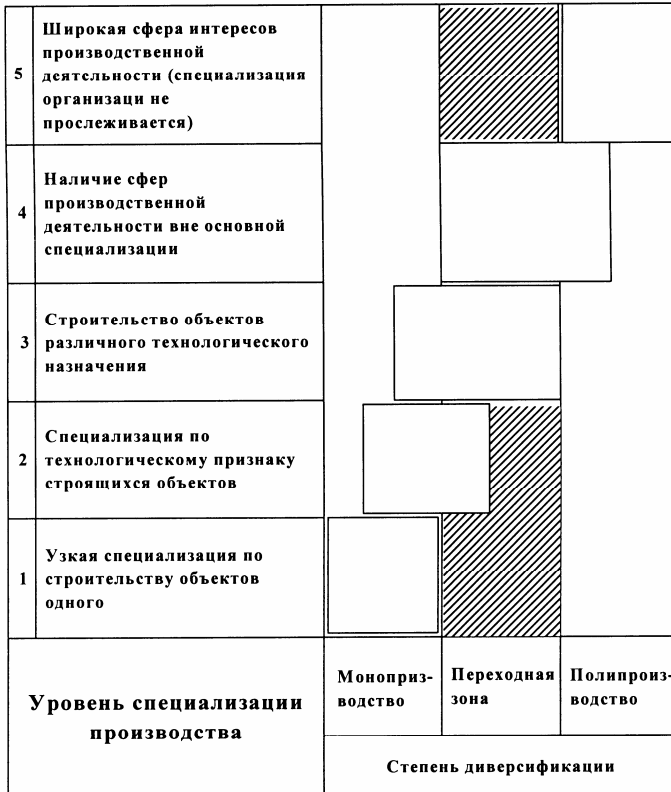 5
Широкая сфера интересов
производственной
деятельности (специализация
организаци не
прослеживается)
4
Наличие сфер
производственной
деятельности вне основной
специализации
3
Строительство объектов
различного технологического
назначения
2
Специализация по
технологическому признаку
строящихся объектов
1
Узкая специализация по
строительству объектов
одного
Уровень специализации
производства
Моноприз-
водство
Переходная
зона
Полипроиз-
водство
Степень диверсификации